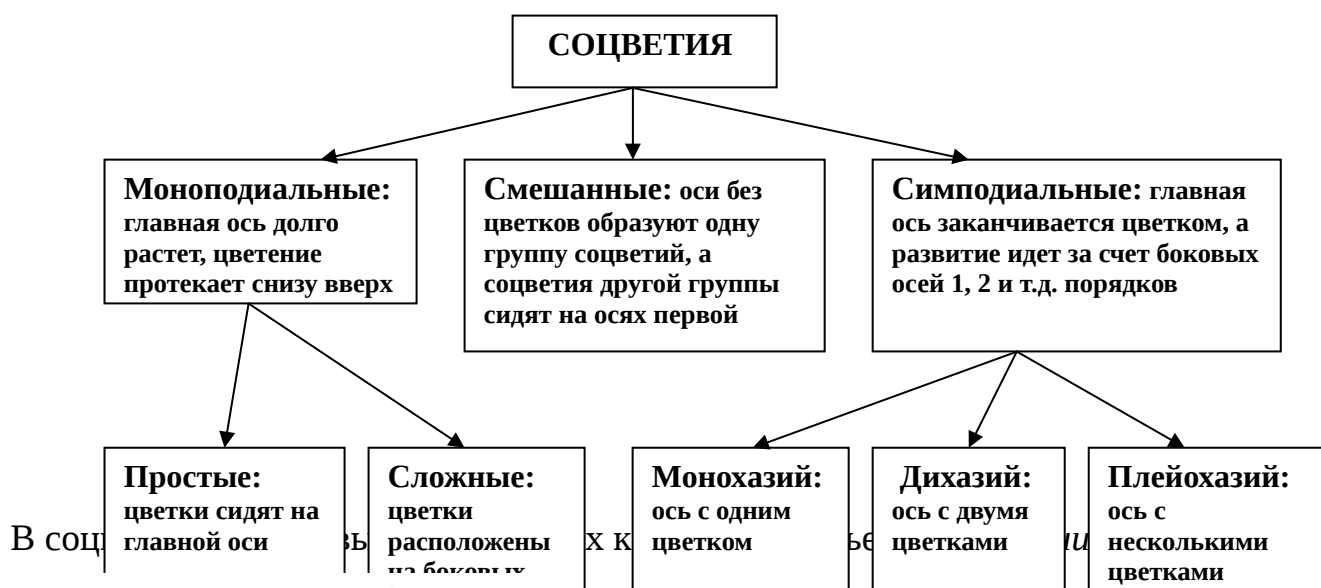 СОЦВЕТИЯ
Моноподиальные:
главная ось долго
растет, цветение
протекает снизу вверх
Смешанные: оси без
цветков образуют одну
группу соцветий, а
соцветия другой группы
сидят на осях первой
Симподиальные: главная
ось заканчивается цветком, а
развитие идет за счет боковых
осей 1, 2 и т.д. порядков
Простые:
цветки сидят на
главной оси
Сложные:
цветки
расположены
на боковых
Монохазий:
ось с одним
цветком
Дихазий:
ось с двумя
цветками
Плейохазий:
ось с
несколькими
цветками
В